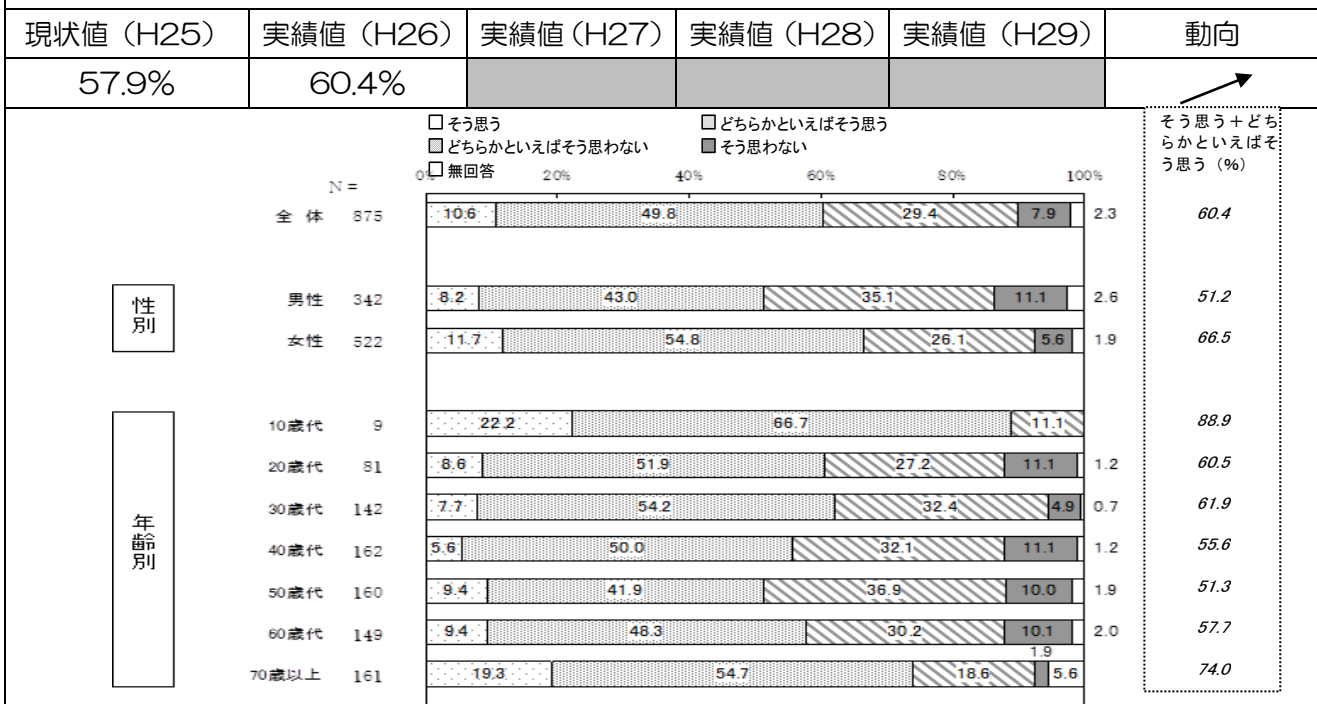 現状値（H25） 実績値（H26） 実績値（H27） 実績値（H28） 実績値（H29） 動向
57.9% 60.4%
□ そう思う □ どちらかといえばそう思う
どちらかといえばそう思わない ■ そう思わない
□ 無回答
そう思う＋どち
らかといえばそ
う思う（%）
N = 0% 20% 40% 60% 80% 100%
全 体 875 10.6 49.8 29.4 7.9 2.3 60.4
性別
男性 342 8.2 43.0 35.1 11.1 2.6 51.2
女性 522 11.7 54.8 26.1 5.6 1.9 66.5
年齢別
10歳代 9 22.2 66.7 11.1 88.9
20歳代 81 8.6 51.9 27.2 11.1 1.2 60.5
30歳代 142 7.7 54.2 32.4 4.9 0.7 61.9
40歳代 162 5.6 50.0 32.1 11.1 1.2 55.6
50歳代 160 9.4 41.9 36.9 10.0 1.9 51.3
60歳代 149 9.4 48.3 30.2 10.1 2.0 57.7
70歳以上 161 19.3 54.7 18.6 1.9 5.6 74.0